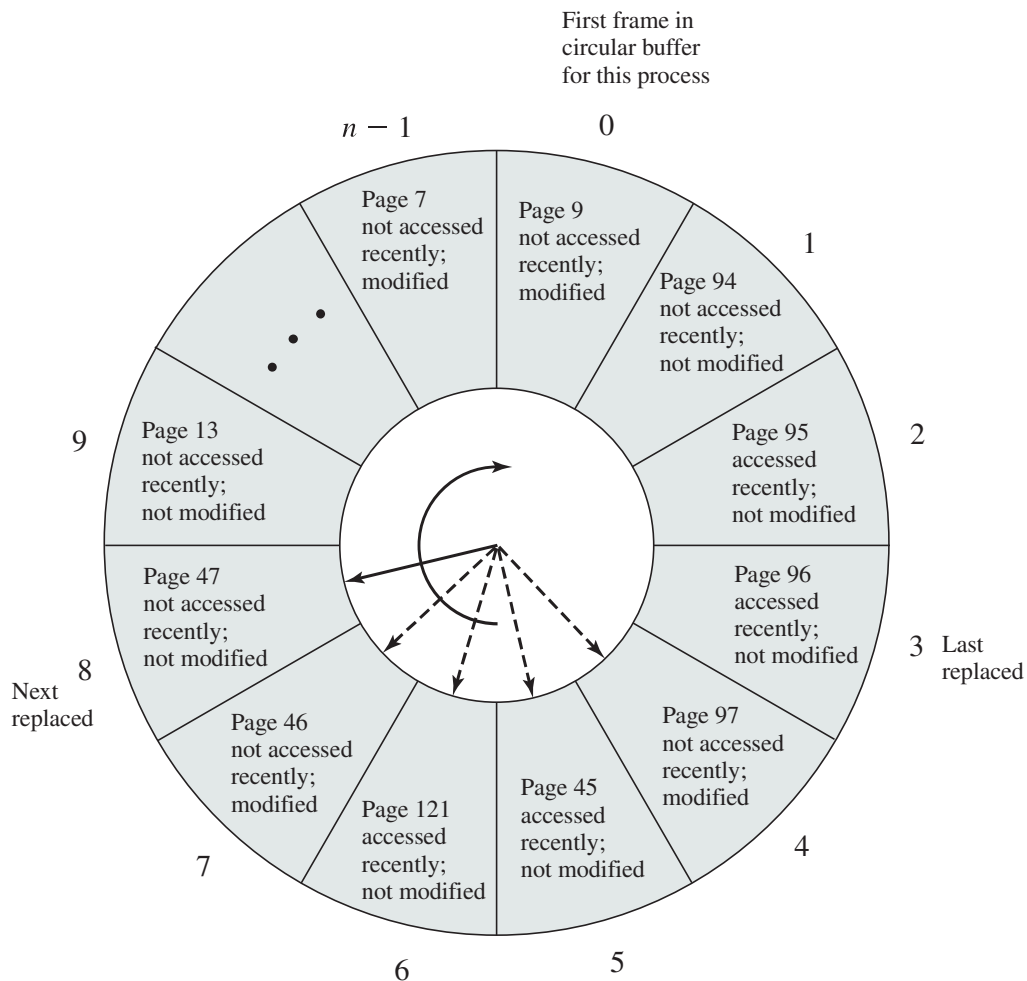 First frame in
circular buffer
for this process
n − 1
0
Page 7
not accessed
recently;
modified
Page 9
not accessed
recently;
modified
1
Page 94
not accessed
recently;
not modified
2
Page 95
accessed
recently;
not modified
3
Last
replaced
Page 96
accessed
recently;
not modified
4
Page 97
not accessed
recently;
modified
5
Page 45
accessed
recently;
not modified
6
Page 121
accessed
recently;
not modified
7
Page 46
not accessed
recently;
modified
8
Next
replaced
Page 47
not accessed
recently;
not modified
9
Page 13
not accessed
recently;
not modified